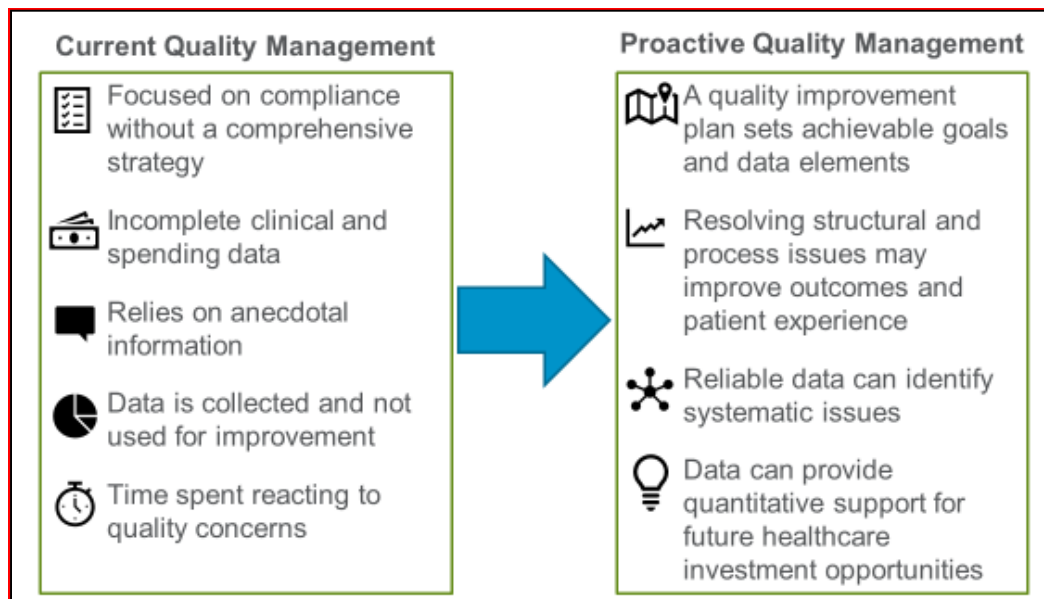 Current Quality Management
Focused on compliance
without a comprehensive
strategy
Incomplete clinical and
spending data
Relies on anecdotal
information
Data is collected and not
used for improvement
Time spent reacting to
quality concerns
Proactive Quality Management
A quality improvement
plan sets achievable goals
and data elements
Resolving structural and
process issues may
improve outcomes and
patient experience
Reliable data can identify
systematic issues
Data can provide
quantitative support for
future healthcare
investment opportunities